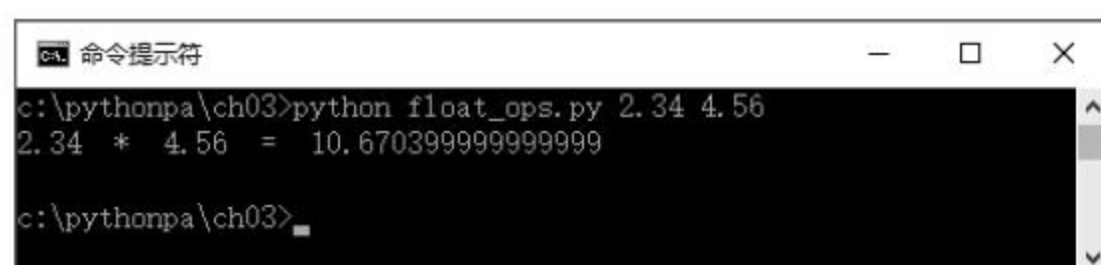 命令提示符
c:\pythonpa\ch03>python float_ops.py 2.34 4.56
2.34  *  4.56  =  10.670399999999999
c:\pythonpa\ch03>